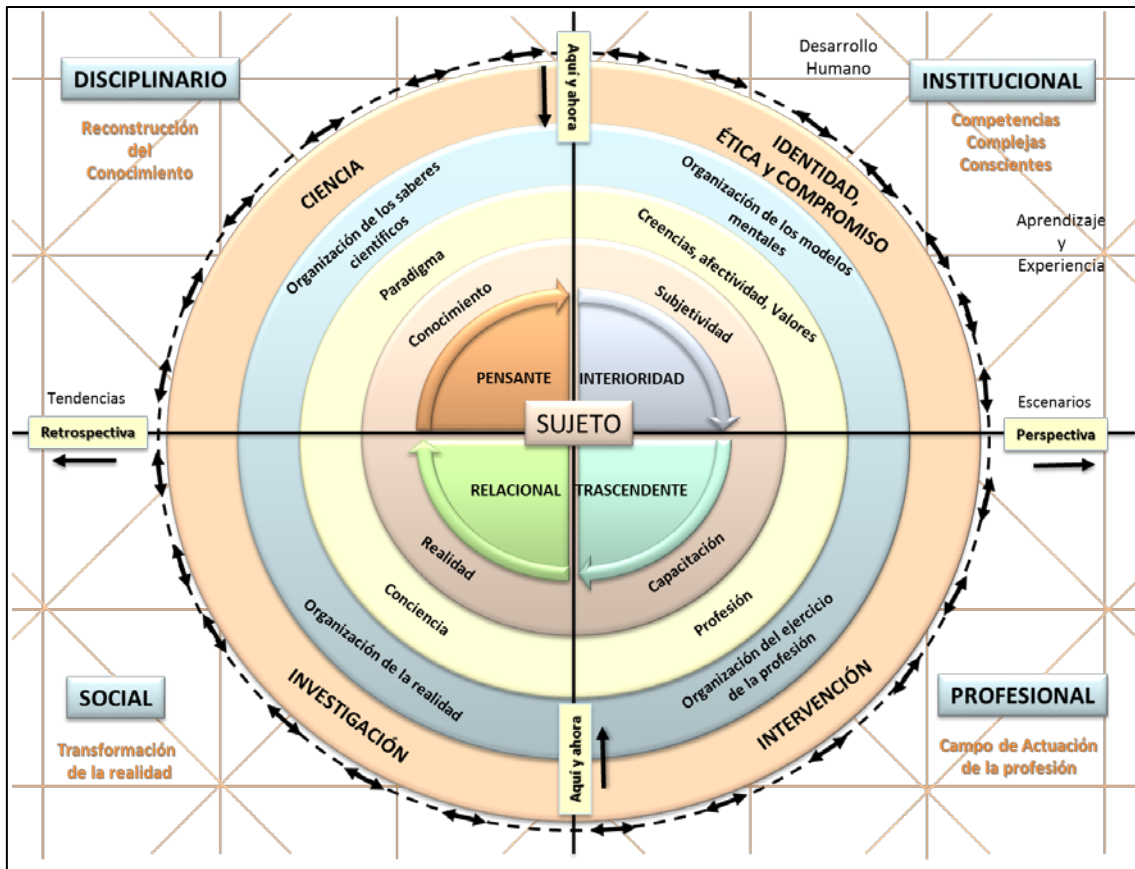 DISCIPLINARIO
Reconstrucción
del
Conocimiento
Aquí y ahora
Desarrollo
Humano
INSTITUCIONAL
Competencias
Complejas
Conscientes
Aprendizaje
y
Experiencia
CIENCIA
Organización de los saberes
científicos
Paradigma
Conocimiento
IDENTIDAD,
ÉTICA y COMPROMISO
Organización de los modelos
mentales
Creencias, afectividad, Valores
Subjetividad
PENSANTE
INTERIORIDAD
Tendencias
Retrospectiva
SUJETO
Escenarios
Perspectiva
RELACIONAL
TRASCENDENTE
Realidad
Conciencia
Organización de la realidad
INVESTIGACIÓN
Capacitación
Profesión
Organización del ejercicio
de la profesión
INTERVENCIÓN
Aquí y ahora
SOCIAL
Transformación
de la realidad
PROFESIONAL
Campo de Actuación
de la profesión